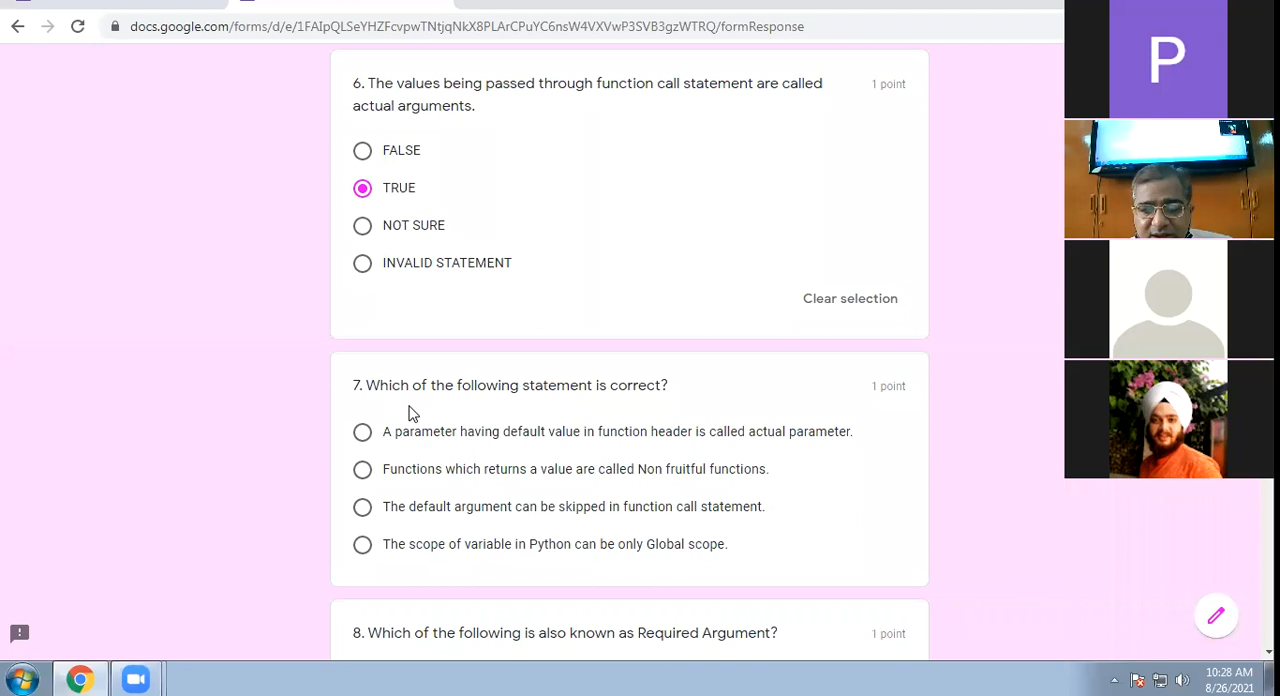 docs.google.com/forms/d/e/1FAIpQLSeYHZFcvpwTNtjqNkX8PLArCPuYC6nsW4VXVwP3SVB3gzWTRQ/formResponse
6. The values being passed through function call statement are called
actual arguments.
1 point
FALSE
TRUE
NOT SURE
INVALID STATEMENT
Clear selection
7. Which of the following statement is correct?
1 point
A parameter having default value in function header is called actual parameter.
Functions which returns a value are called Non fruitful functions.
The default argument can be skipped in function call statement.
The scope of variable in Python can be only Global scope.
8. Which of the following is also known as Required Argument?
1 point
P
10:28 AM
8/26/2021